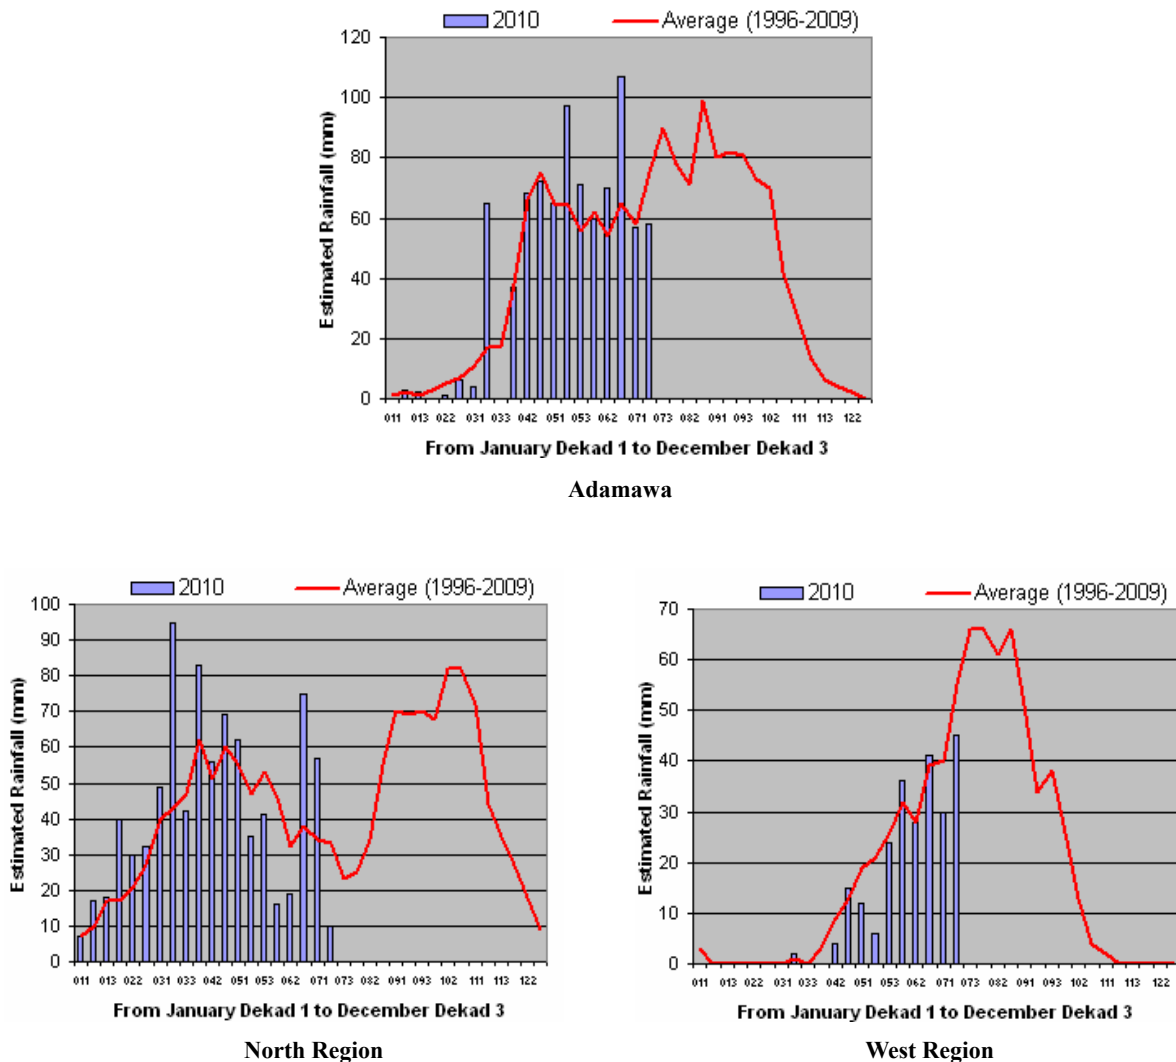 2010 Average (1996-2009)
120
100
80
60
40
20
0
Estimated Rainfall (mm)
011 013 022 031 033 042 051 053 062 071 073 082 091 093 102 111 113 122
From January Dekad 1 to December Dekad 3
Adamawa
2010 Average (1996-2009)
100
90
80
70
60
50
40
30
20
10
0
Estimated Rainfall (mm)
011 013 022 031 033 042 051 053 062 071 073 082 091 093 102 111 113 122
From January Dekad 1 to December Dekad 3
North Region
2010 Average (1996-2009)
70
60
50
40
30
20
10
0
Estimated Rainfall (mm)
011 013 022 031 033 042 051 053 062 071 073 082 091 093 102 111 113 122
From January Dekad 1 to December Dekad 3
West Region